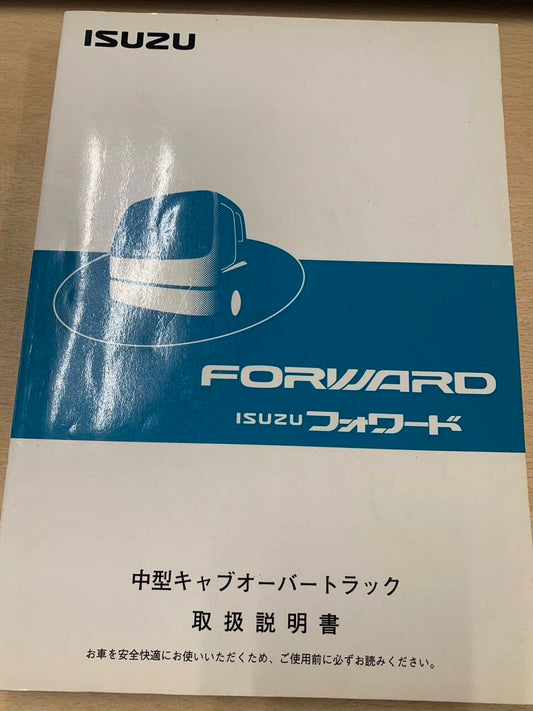 ISUZU
FORWARD
ISUZU フォワード
中型キャブオーバートラック
取扱説明書
お車を安全快適にお使いいただくため、ご使用前に必ずお読みください。